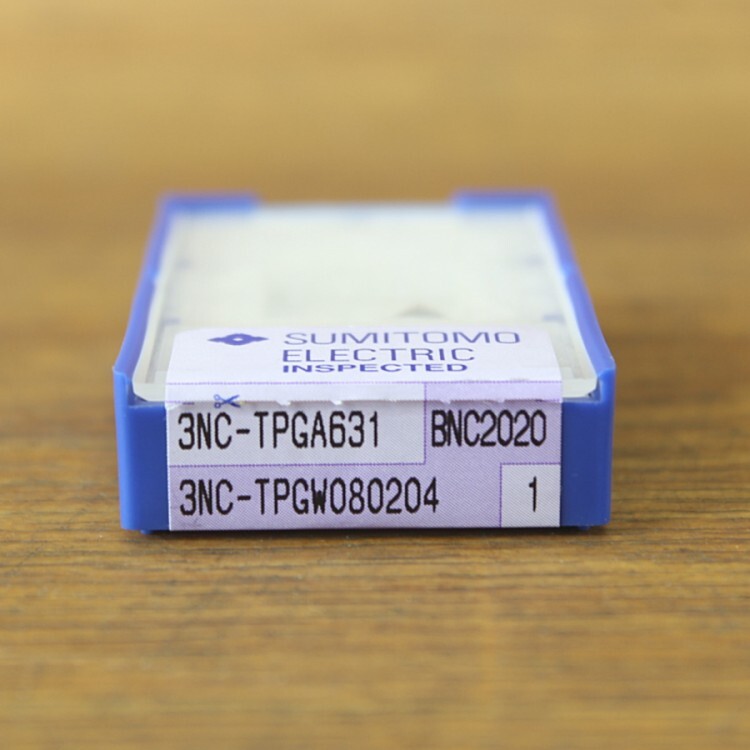 SUMITOMO
ELECTRIC
INSPECTED
3NC-TPGA631 BNC2020
3NC-TPGW080204 1